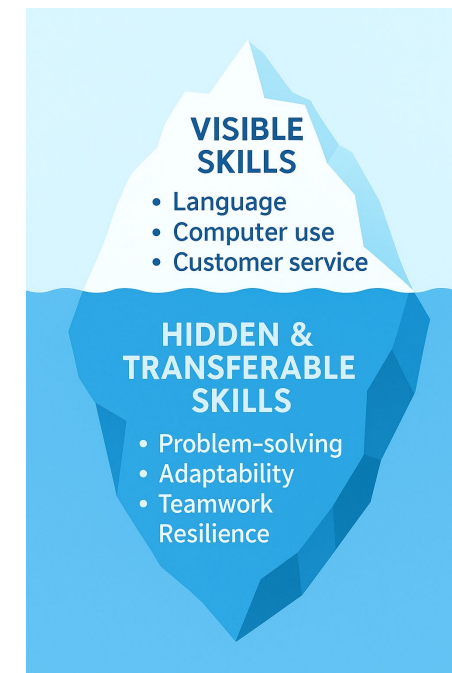 VISIBLE
SKILLS
• Language
• Computer use
• Customer service
HIDDEN &
TRANSFERABLE
SKILLS
• Problem-solving
• Adaptability
• Teamwork
Resilience